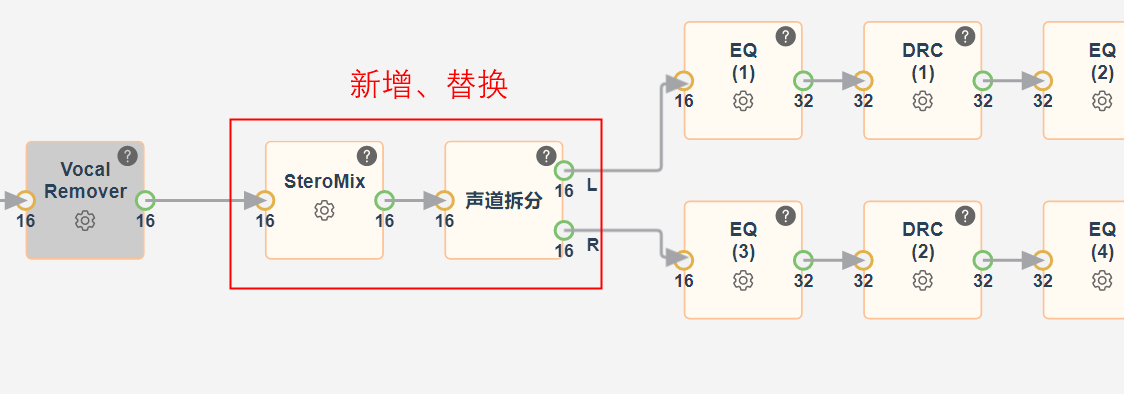 新增、替换
Vocal
Remover
?
16
16
SteroMix
?
16
16
声道拆分
?
16
16
L
16
R
EQ
(1)
?
16
32
DRC
(1)
?
32
32
EQ
(2)
32
EQ
(3)
?
16
32
DRC
(2)
?
32
32
EQ
(4)
32